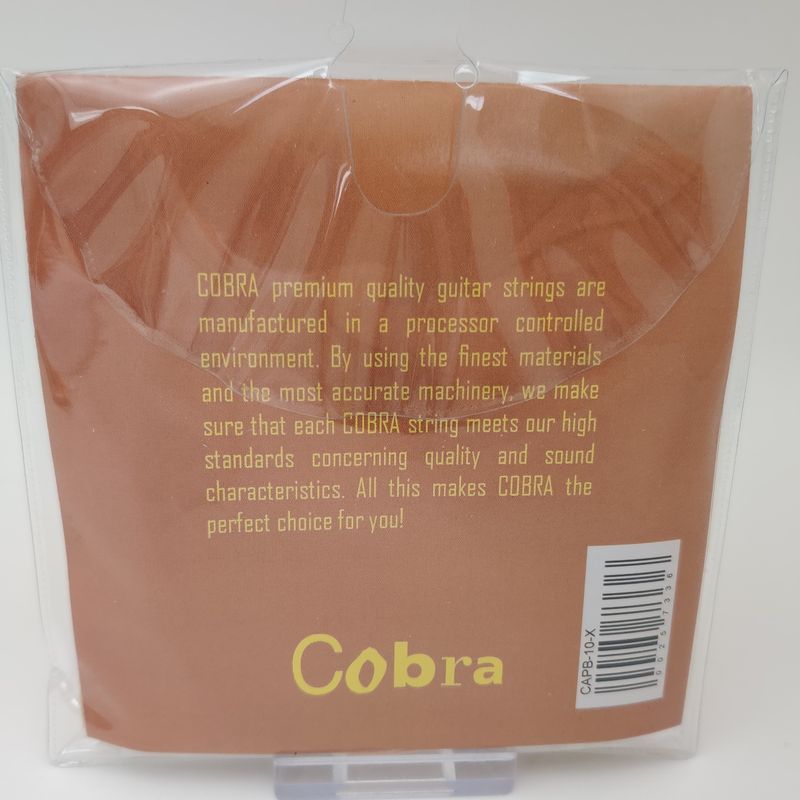 COBRA premium quality guitar strings are
manufactured in a processor controlled
environment. By using the finest materials
and the most accurate machinery, we make
sure that each COBRA string meets our high
standards concerning quality and sound
characteristics. All this makes COBRA the
perfect choice for you!
Cobra
CAPB-10-X
00257336